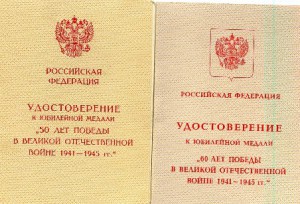 РОССИЙСКАЯ
ФЕДЕРАЦИЯ
УДОСТОВЕРЕНИЕ
К ЮБИЛЕЙНОЙ МЕДАЛИ
„50 ЛЕТ ПОБЕДЫ
В ВЕЛИКОЙ ОТЕЧЕСТВЕННОЙ
ВОЙНЕ 1941—1945 гг.“
РОССИЙСКАЯ ФЕДЕРАЦИЯ
УДОСТОВЕРЕНИЕ
К ЮБИЛЕЙНОЙ МЕДАЛИ
„60 ЛЕТ ПОБЕДЫ
В ВЕЛИКОЙ ОТЕЧЕСТВЕННОЙ
ВОЙНЕ 1941—1945 гг.“